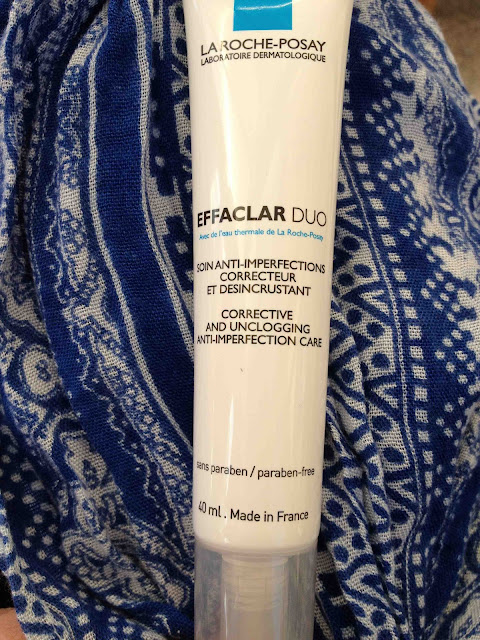 LA ROCHE-POSAY
LABORATOIRE DERMATOLOGIQUE
EFFACLAR DUO
Avec de l'eau thermale de La Roche-Posay
SOIN ANTI-IMPERFECTIONS
CORRECTEUR
ET DESINCRUSTANT
CORRECTIVE
AND UNCLOGGING
ANTI-IMPERFECTION CARE
sans paraben / paraben-free
40 ml . Made in France